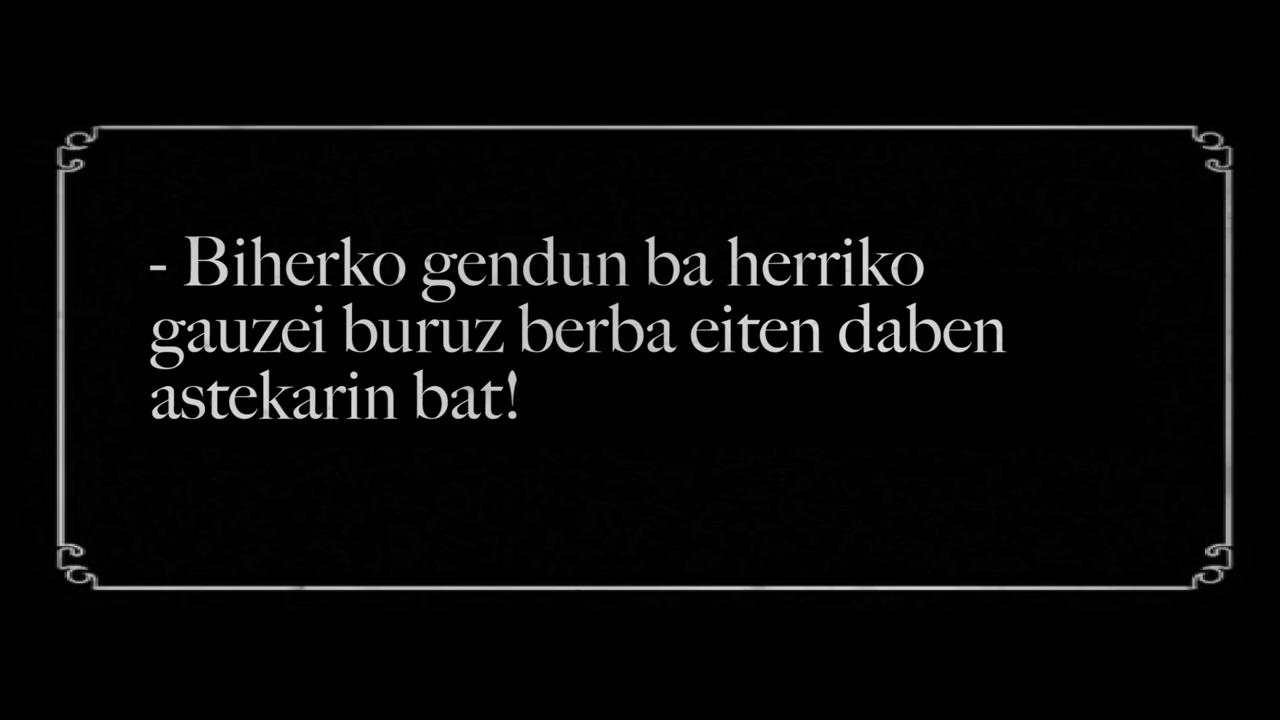 - Biherko gendun ba herriko
gauzei buruz berba eiten daben
astekarin bat!